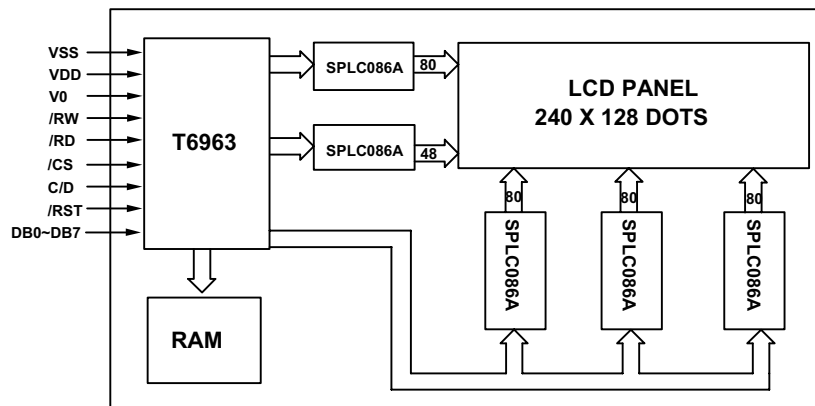 VSS
VDD
V0
/RW
/RD
/CS
C/D
/RST
DB0~DB7
T6963
RAM
SPLC086A
80
SPLC086A
48
LCD PANEL
240 X 128 DOTS
80
80
80
SPLC086A
SPLC086A
SPLC086A